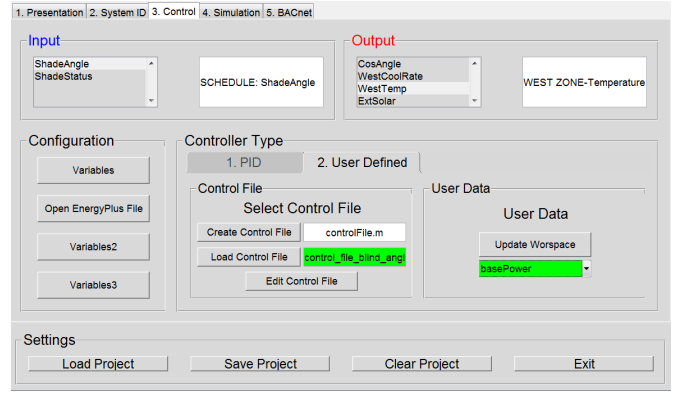 1. Presentation 2. System ID 3. Control 4. Simulation 5. BACnet
Input
ShadeAngle
ShadeStatus
SCHEDULE: ShadeAngle
Output
CosAngle
WestCoolRate
WestTemp
ExtSolar
WEST ZONE-Temperature
Configuration
Variables
Open EnergyPlus File
Variables2
Variables3
Controller Type
1. PID
2. User Defined
Control File
Select Control File
Create Control File
controlFile.m
Load Control File
control_file_blind_angl
Edit Control File
User Data
User Data
Update Worspace
basePower
Settings
Load Project
Save Project
Clear Project
Exit